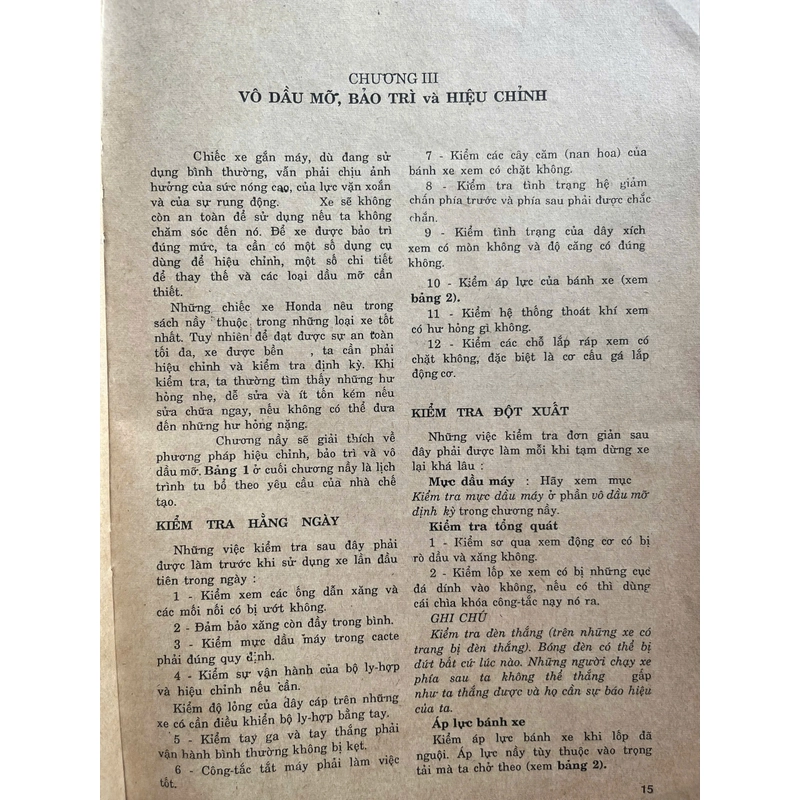 CHƯƠNG III
VÔ DẦU MỠ, BẢO TRÌ và HIỆU CHỈNH
Chiếc xe gắn máy, dù đang sử
dụng bình thường, vẫn phải chịu ảnh
hưởng của sức nóng cao, của lực vặn xoắn
và của sự rung động. Xe sẽ không
còn an toàn để sử dụng nếu ta không
chăm sóc đến nó. Để xe được bảo trì
đúng mức, ta cần có một số dụng cụ
dùng để hiệu chỉnh, một số chi tiết
để thay thế và các loại dầu mỡ cần
thiết.
Những chiếc xe Honda nêu trong
sách nầy thuộc trong những loại xe tốt
nhất. Tuy nhiên để đạt được sự an toàn
tối đa, xe được bền , ta cần phải
hiệu chỉnh và kiểm tra định kỳ. Khi
kiểm tra, ta thường tìm thấy những hư
hỏng nhẹ, dễ sửa và ít tốn kém nếu
sửa chữa ngay, nếu không có thể đưa
đến những hư hỏng nặng.
Chương nầy sẽ giải thích về
phương pháp hiệu chỉnh, bảo trì và vô
dầu mỡ. Bảng 1 ở cuối chương nầy là lịch
trình tu bổ theo yêu cầu của nhà chế
tạo.
KIỂM TRA HẰNG NGÀY
Những việc kiểm tra sau đây phải
được làm trước khi sử dụng xe lần đầu
tiên trong ngày :
1 - Kiểm xem các ống dẫn xăng và
các mối nối có bị ướt không.
2 - Đảm bảo xăng còn đầy trong bình.
3 - Kiểm mực dầu máy trong cacte
phải đúng quy định.
4 - Kiểm sự vận hành của bộ ly-hợp
và hiệu chỉnh nếu cần.
Kiểm độ lỏng của dây cáp trên những
xe có cần điều khiển bộ ly-hợp bằng tay.
5 - Kiểm tay ga và tay thắng phải
vận hành bình thường không bị kẹt.
6 - Công-tắc tắt máy phải làm việc
tốt.
7 - Kiểm các cây căm (nan hoa) của
bánh xe xem có chặt không.
8 - Kiểm tra tình trạng hệ giảm
chấn phía trước và phía sau phải được chắc
chắn.
9 - Kiểm tình trạng của dây xích
xem có mòn không và độ căng có đúng
không.
10 - Kiểm áp lực của bánh xe (xem
bảng 2).
11 - Kiểm hệ thống thoát khí xem
có hư hỏng gì không.
12 - Kiểm các chỗ lắp ráp xem có
chặt không, đặc biệt là cơ cấu gá lắp
động cơ.
KIỂM TRA ĐỘT XUẤT
Những việc kiểm tra đơn giản sau
đây phải được làm mỗi khi tạm dừng xe
lại khá lâu :
Mực dầu máy : Hãy xem mục
Kiểm tra mực dầu máy ở phần vô dầu mỡ
định kỳ trong chương nầy.
Kiểm tra tổng quát
1 - Kiểm sơ qua xem động cơ có bị
rò dầu và xăng không.
2 - Kiểm lốp xe xem có bị những cục
đá dính vào không, nếu có thì dùng
cái chìa khóa công-tắc nạy nó ra.
GHI CHÚ
Kiểm tra đèn thắng (trên những xe có
trang bị đèn thắng). Bóng đèn có thể bị
đứt bất cứ lúc nào. Những người chạy xe
phía sau ta không thể thắng gấp
như ta thắng được và họ cần sự báo hiệu
của ta.
Áp lực bánh xe
Kiểm áp lực bánh xe khi lốp đã
nguội. Áp lực nầy tùy thuộc vào trọng
tải mà ta chở theo (xem bảng 2).
15